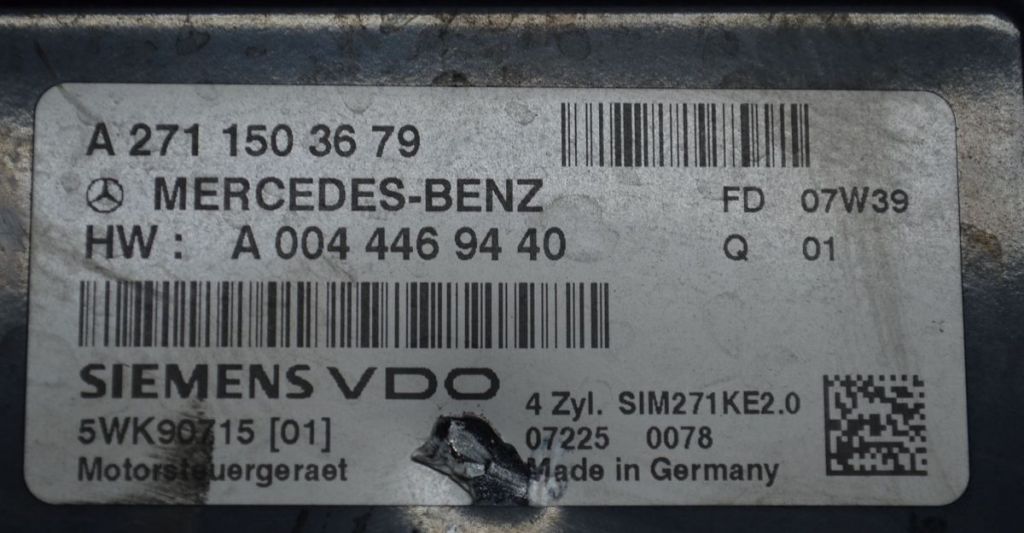 A 271 150 36 79
MERCEDES-BENZ
FD 07W39
HW : A 004 446 94 40
Q 01
SIEMENS VDO
4 Zyl. SIM271KE2.0
5WK90715 [01]
07225 0078
Motorsteuergeraet
Made in Germany